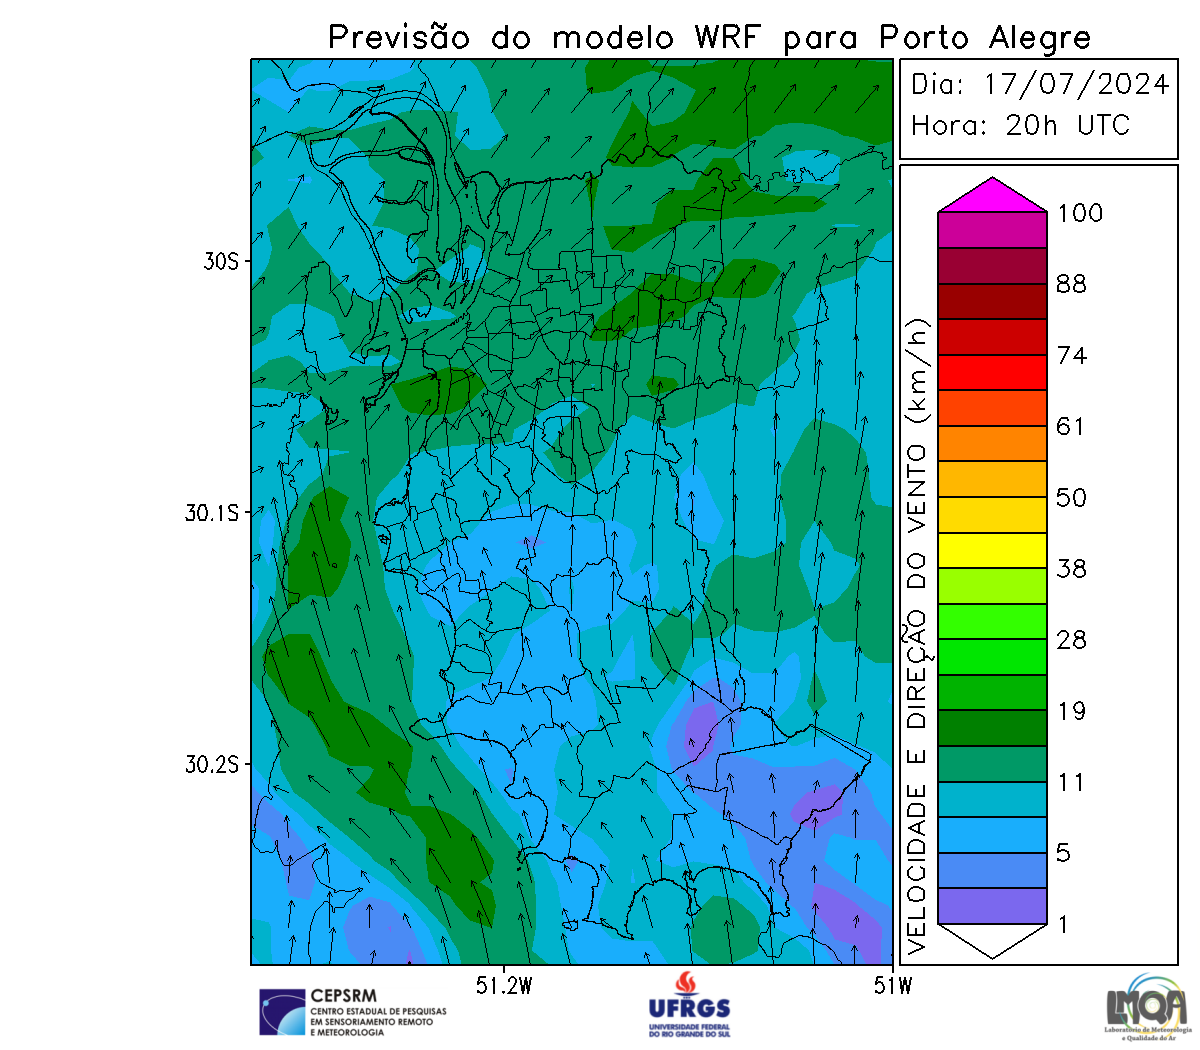 Previsão do modelo WRF para Porto Alegre
Dia: 17/07/2024
Hora: 20h UTC
100
88
74
61
50
38
28
19
11
5
1
VELOCIDADE E DIREÇÃO DO VENTO (km/h)
30S
30.1S
30.2S
51.2W
51W
CEPSRM
CENTRO ESTADUAL DE PESQUISAS
EM SENSORIAMENTO REMOTO
E METEOROLOGIA
UFRGS
UNIVERSIDADE FEDERAL
DO RIO GRANDE DO SUL
LMQA
Laboratório de Meteorologia
e Qualidade do Ar